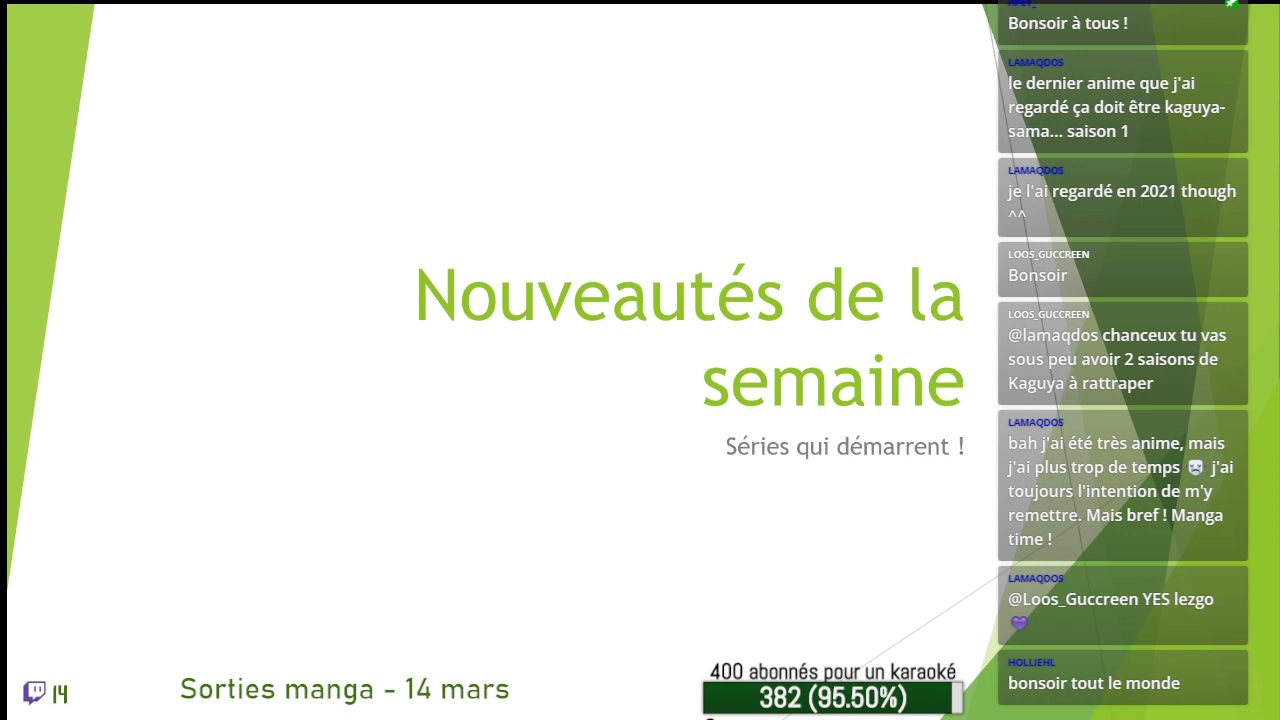 Bonsoir à tous !
LAMAQDOS
le dernier anime que j'ai
regardé ça doit être kaguya-
sama... saison 1
LAMAQDOS
je l'ai regardé en 2021 though
^^
LOOS_GUCCREEN
Bonsoir
LOOS_GUCCREEN
@lamaqdos chanceux tu vas
sous peu avoir 2 saisons de
Kaguya à rattraper
LAMAQDOS
bah j'ai été très anime, mais
j'ai plus trop de temps j'ai
toujours l'intention de m'y
remettre. Mais bref ! Manga
time !
LAMAQDOS
@Loos_Guccreen YES lezgo
HOLLIEHL
bonsoir tout le monde
Nouveautés de la
semaine
Séries qui démarrent !
14
Sorties manga - 14 mars
400 abonnés pour un karaoké
382 (95.50%)